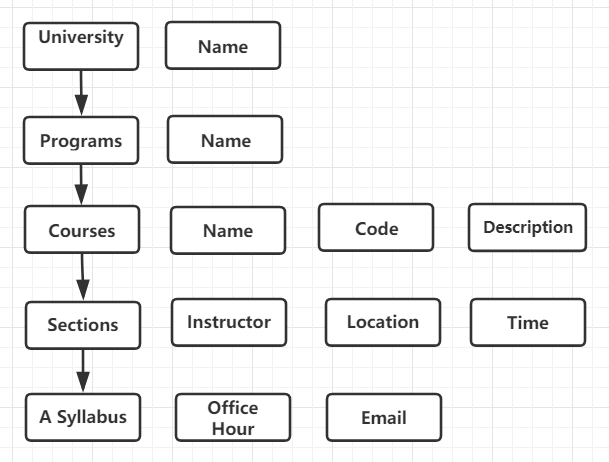 University
Name
Programs
Name
Courses
Name
Code
Description
Sections
Instructor
Location
Time
A Syllabus
Office
Hour
Email